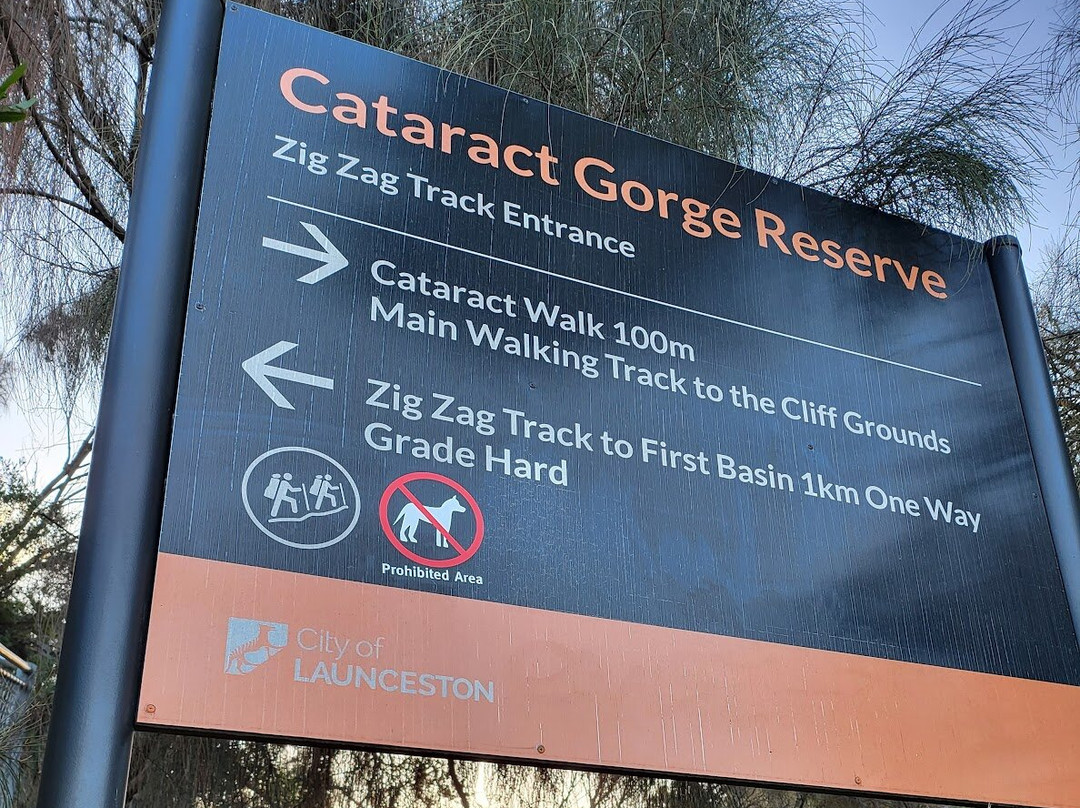 Cataract Gorge Reserve
Zig Zag Track Entrance
Cataract Walk 100m
Main Walking Track to the Cliff Grounds
Zig Zag Track to First Basin 1km One Way
Grade Hard
Prohibited Area
City of
LAUNCESTON